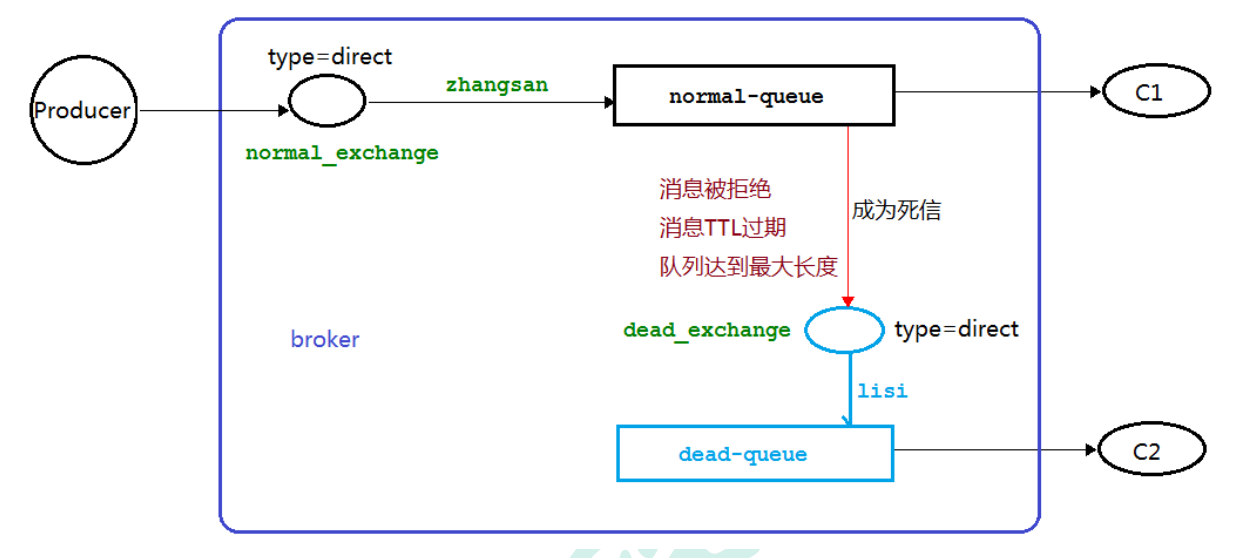 type=direct
Producer
zhangsan
normal-queue
C1
normal_exchange
消息被拒绝
消息TTL过期
队列达到最大长度
成为死信
broker
dead_exchange
type=direct
lisi
dead-queue
C2